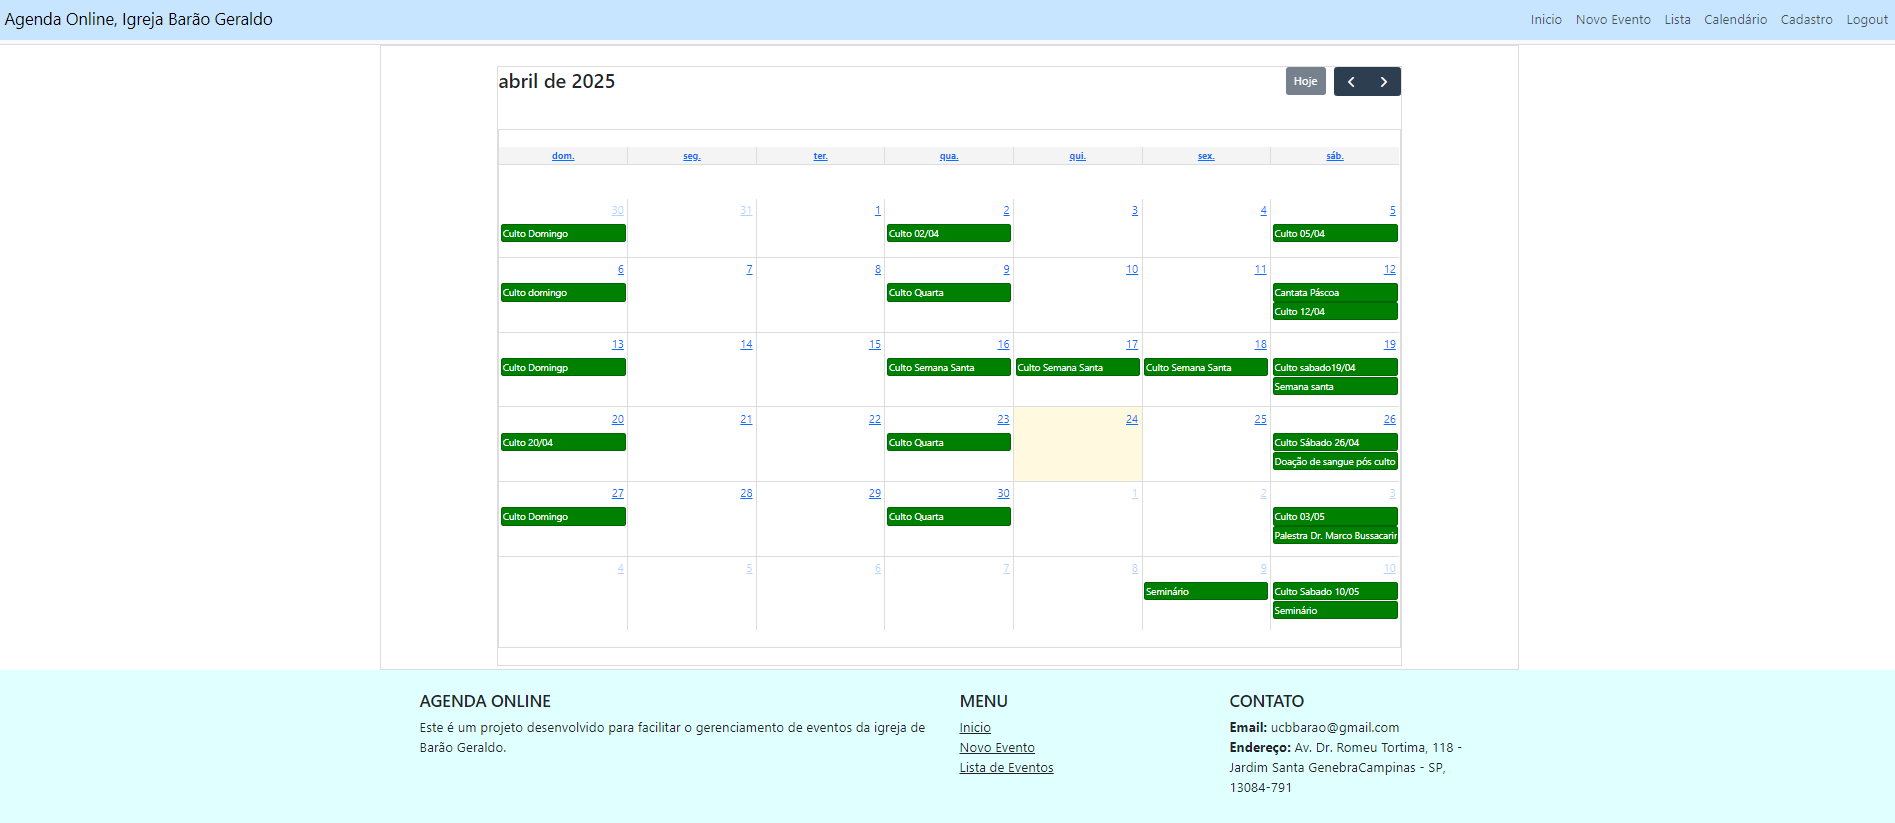 Agenda Online, Igreja Barão Geraldo
Inicio Novo Evento Lista Calendário Cadastro Logout
abril de 2025
Hoje
dom. seg. ter. qua. qui. sex. sáb.
30 31 1 2 3 4 5
Culto Domingo Culto 02/04 Culto 05/04
6 7 8 9 10 11 12
Culto domingo Culto Quarta Cantata Páscoa
Culto 12/04
13 14 15 16 17 18 19
Culto Domingp Culto Semana Santa Culto Semana Santa Culto Semana Santa Culto sabado19/04
Semana santa
20 21 22 23 24 25 26
Culto 20/04 Culto Quarta Culto Sábado 26/04
Doação de sangue pós culto
27 28 29 30 1 2 3
Culto Domingo Culto Quarta Culto 03/05
Palestra Dr. Marco
4 5 6 7 8 9 10
Seminário Culto Sabado 10/05
Seminário
AGENDA ONLINE
Este é um projeto desenvolvido para facilitar o gerenciamento de eventos da igreja de
Barão Geraldo.
MENU
Inicio
Novo Evento
Lista de Eventos
CONTATO
Email: ucbbarao@gmail.com
Endereço: Av. Dr. Romeu Tortima, 118 -
Jardim Santa GenebraCampinas - SP,
13084-791